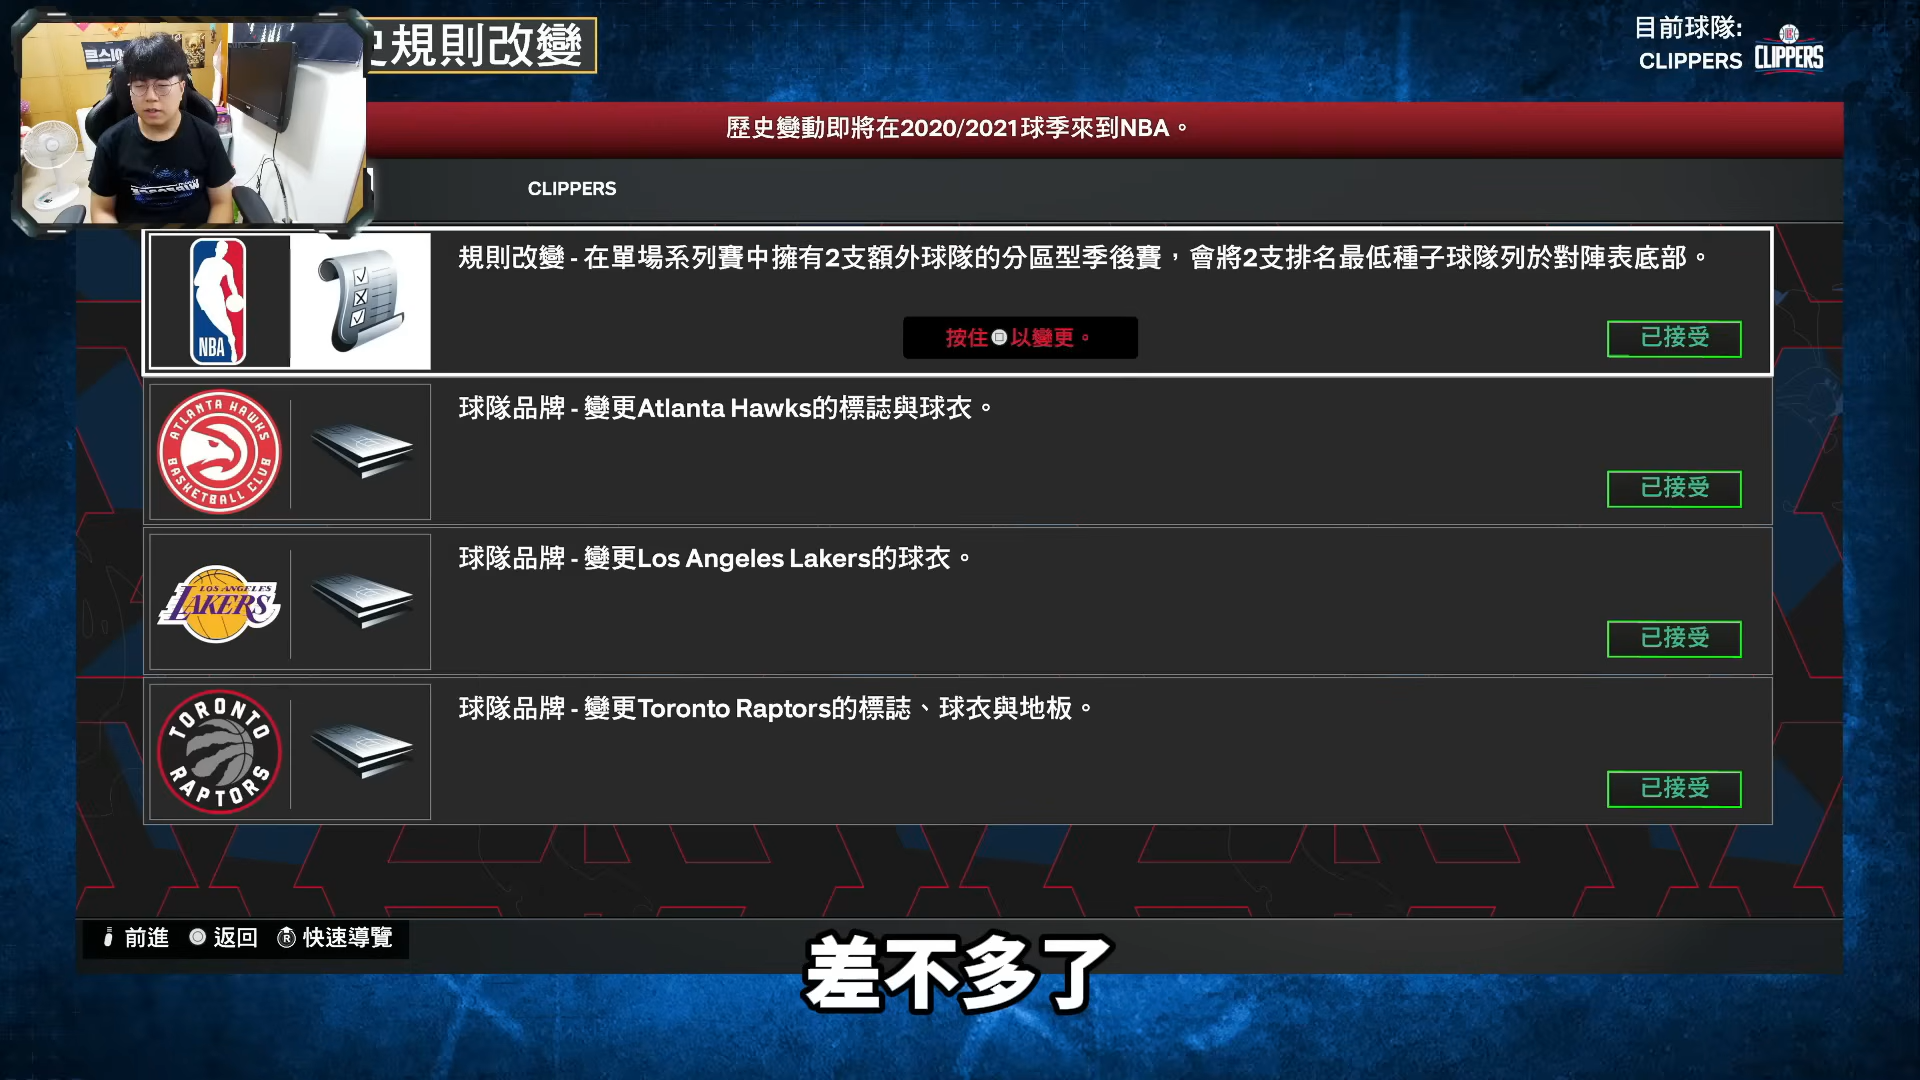 史規則改變
目前球隊:
CLIPPERS
CLIPPERS
歷史變動即將在2020/2021球季來到NBA。
CLIPPERS
NBA
規則改變 - 在單場系列賽中擁有2支額外球隊的分區型季後賽，會將2支排名最低種子球隊列於對陣表底部。
按住以變更。
已接受
ATLANTA HAWKS
BASKETBALL CLUB
球隊品牌 - 變更Atlanta Hawks的標誌與球衣。
已接受
LOS ANGELES
LAKERS
球隊品牌 - 變更Los Angeles Lakers的球衣。
已接受
TORONTO
RAPTORS
球隊品牌 - 變更Toronto Raptors的標誌、球衣與地板。
已接受
前進 返回 R 快速導覽
差不多了